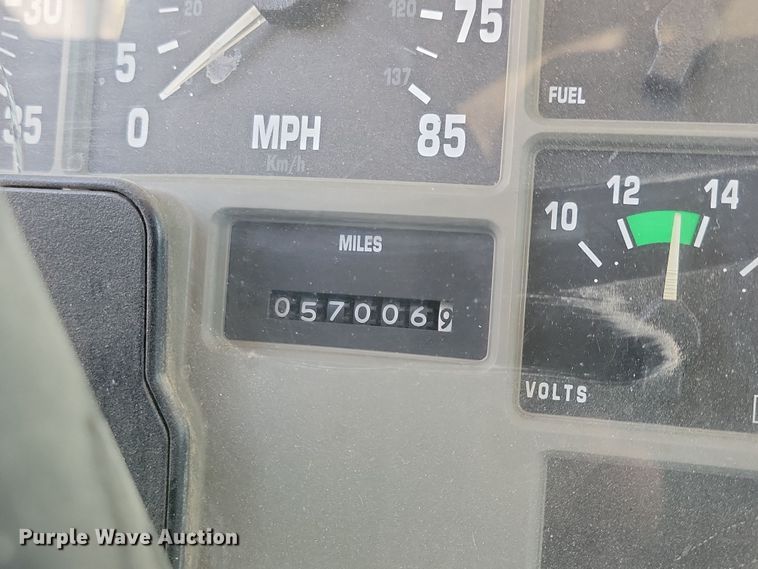 30
35
20
5
0
MPH
Km/h
120
75
137
85
FUEL
MILES
0570069
10 12 14
VOLTS
Purple Wave Auction